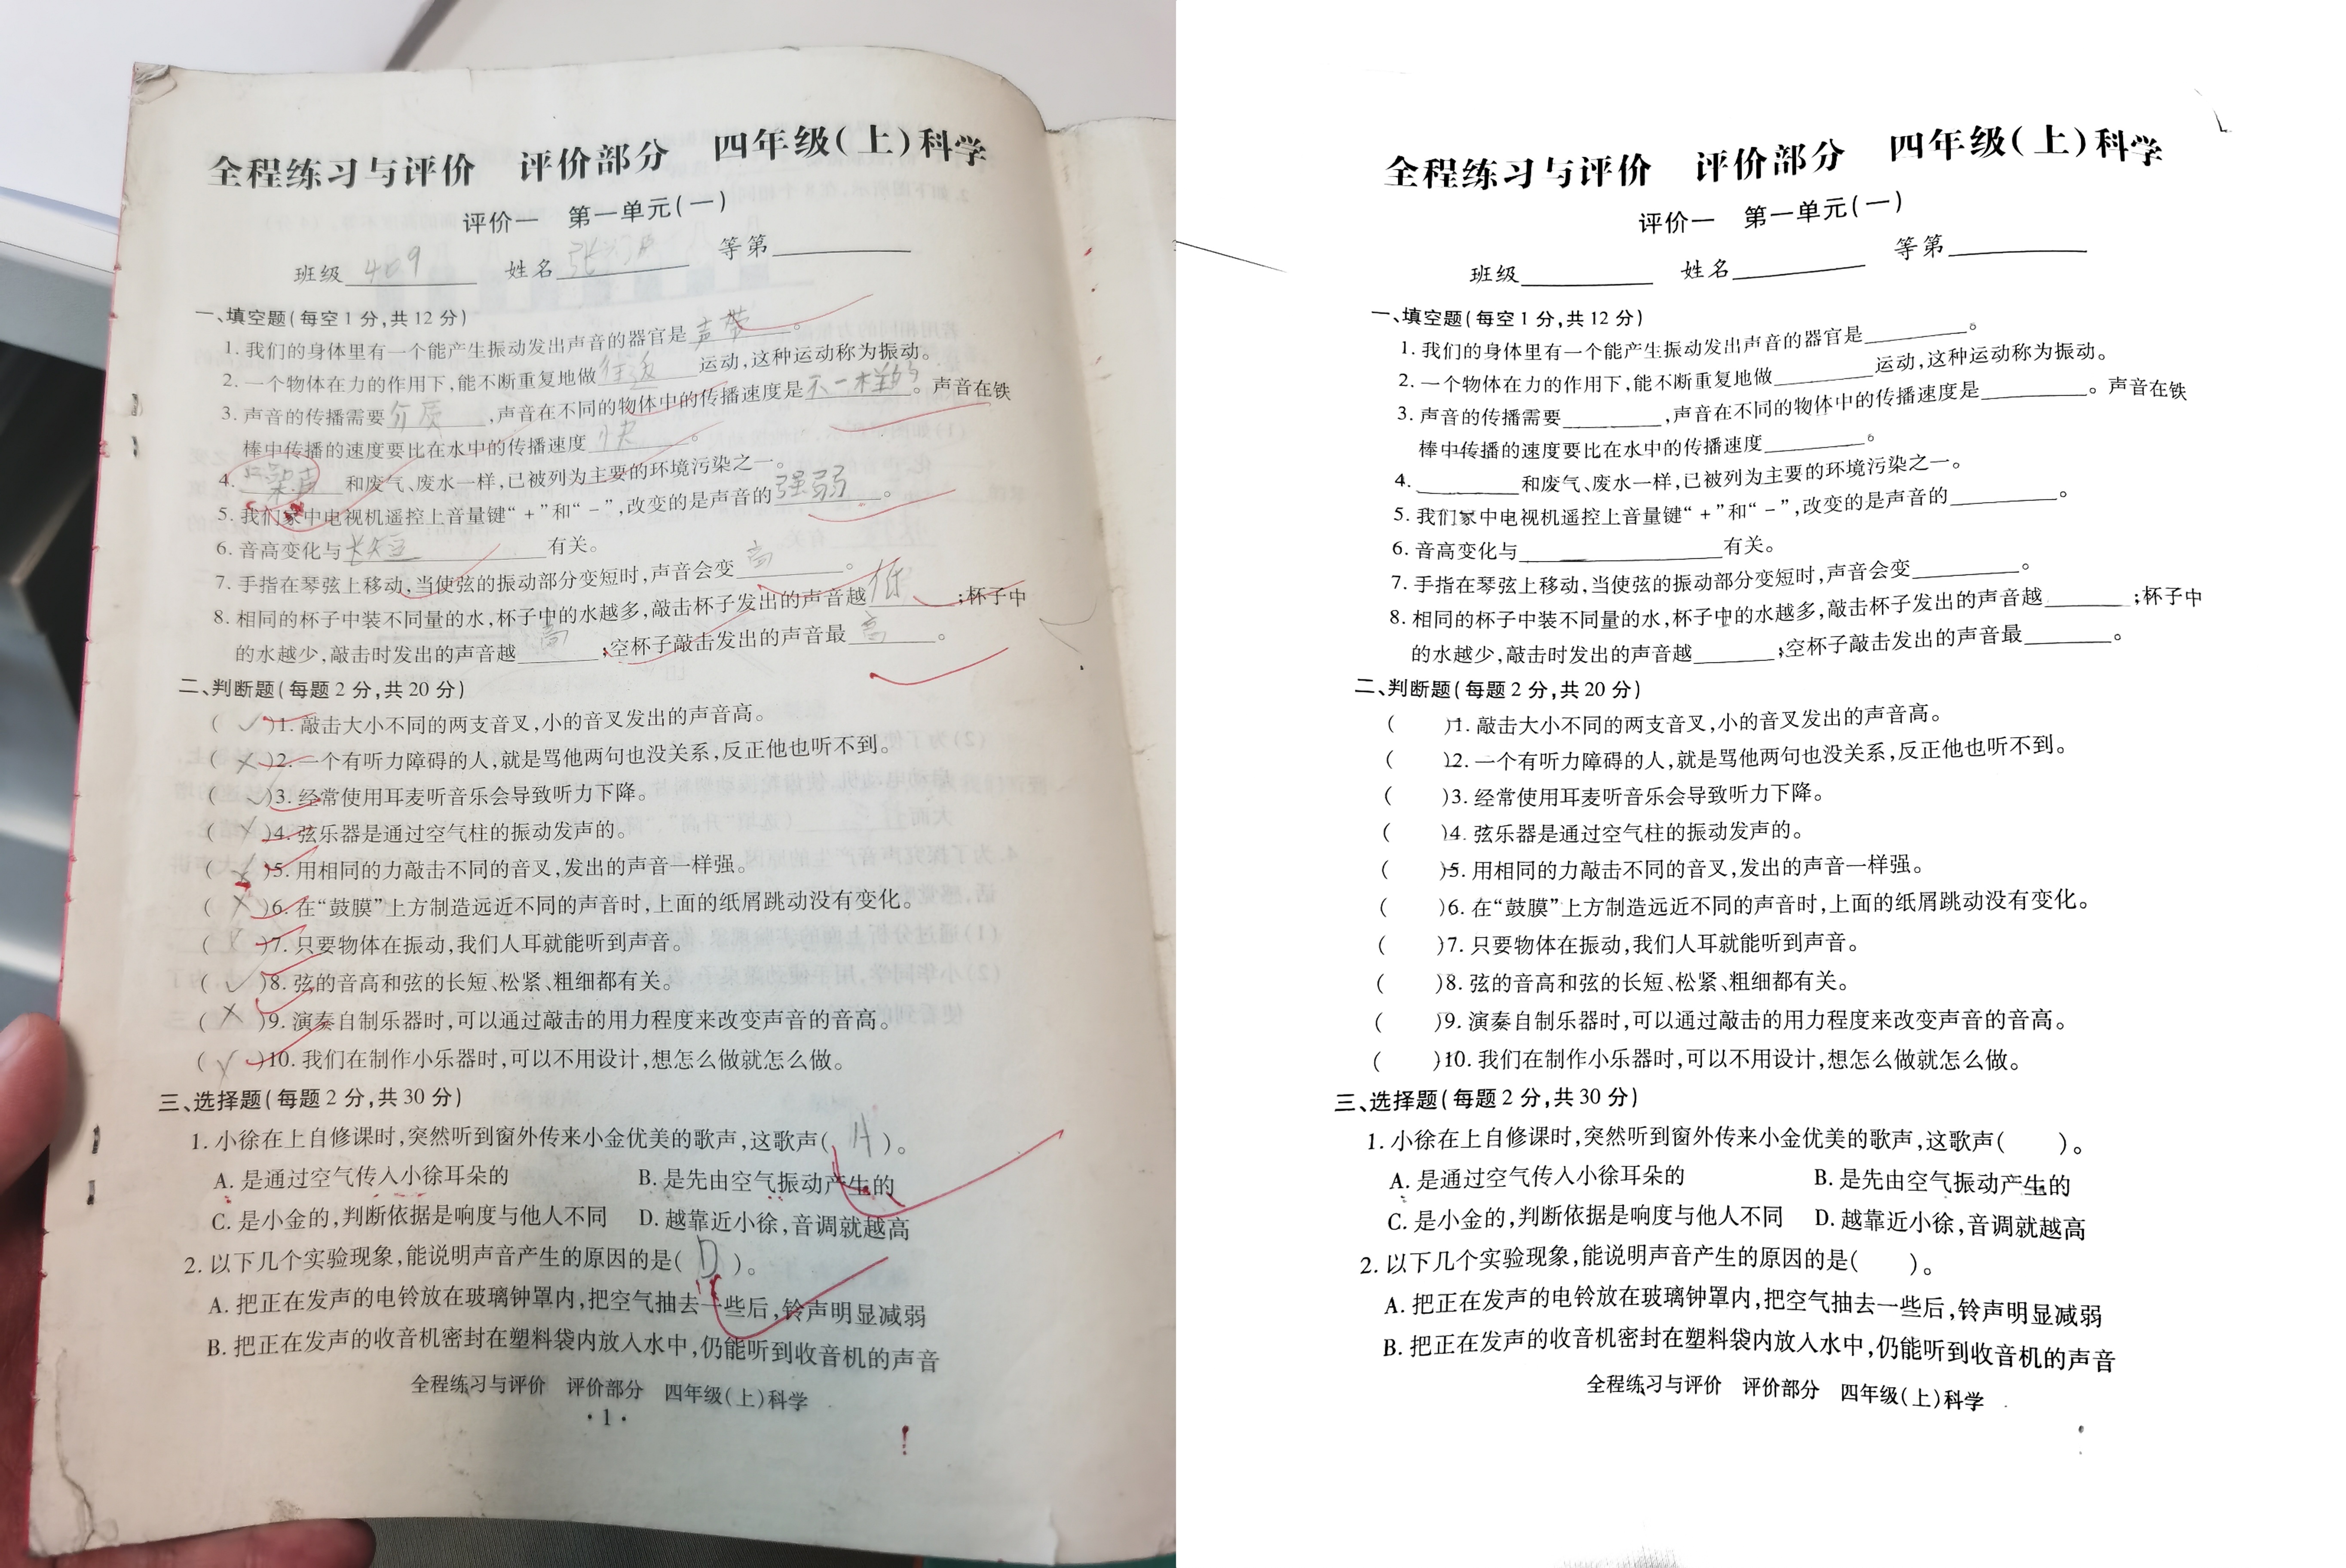 全程练习与评价 评价部分 四年级(上)科学
评价一 第一单元(一)
班级 409 姓名 张 等第
一、填空题(每空1分,共12分)
1. 我们的身体里有一个能产生振动发出声音的器官是声带。
2. 一个物体在力的作用下,能不断重复地做往返运动,这种运动称为振动。
3. 声音的传播需要介质,声音在不同的物体中的传播速度是不一样的。声音在铁
棒中传播的速度要比在水中的传播速度快。
4. 噪声和废气、废水一样,已被列为主要的环境污染之一。
5. 我们家中电视机遥控上音量键“+”和“-”,改变的是声音的强弱。
6. 音高变化与长短有关。
7. 手指在琴弦上移动,当使弦的振动部分变短时,声音会变高。
8. 相同的杯子中装不同量的水,杯子中的水越多,敲击杯子发出的声音越低;杯子中
的水越少,敲击时发出的声音越高;空杯子敲击发出的声音最高。
二、判断题(每题2分,共20分)
( ✓ )1. 敲击大小不同的两支音叉,小的音叉发出的声音高。
( × )2. 一个有听力障碍的人,就是骂他两句也没关系,反正他也听不到。
( ✓ )3. 经常使用耳麦听音乐会导致听力下降。
( × )4. 弦乐器是通过空气柱的振动发声的。
( × )5. 用相同的力敲击不同的音叉,发出的声音一样强。
( × )6. 在“鼓膜”上方制造远近不同的声音时,上面的纸屑跳动没有变化。
( × )7. 只要物体在振动,我们人耳就能听到声音。
( ✓ )8. 弦的音高和弦的长短、松紧、粗细都有关。
( × )9. 演奏自制乐器时,可以通过敲击的用力程度来改变声音的音高。
( × )10. 我们在制作小乐器时,可以不用设计,想怎么做就怎么做。
三、选择题(每题2分,共30分)
1. 小徐在上自修课时,突然听到窗外传来小金优美的歌声,这歌声( A )。
A. 是通过空气传入小徐耳朵的 B. 是先由空气振动产生的
C. 是小金的,判断依据是响度与他人不同 D. 越靠近小徐,音调就越高
2. 以下几个实验现象,能说明声音产生的原因的是( D )。
A. 把正在发声的电铃放在玻璃钟罩内,把空气抽去一些后,铃声明显减弱
B. 把正在发声的收音机密封在塑料袋内放入水中,仍能听到收音机的声音
全程练习与评价 评价部分 四年级(上)科学
·1·
全程练习与评价 评价部分 四年级(上)科学
评价一 第一单元(一)
班级 姓名 等第
一、填空题(每空1分,共12分)
1. 我们的身体里有一个能产生振动发出声音的器官是______。
2. 一个物体在力的作用下,能不断重复地做______运动,这种运动称为振动。
3. 声音的传播需要______,声音在不同的物体中的传播速度是______。声音在铁
棒中传播的速度要比在水中的传播速度______。
4. ______和废气、废水一样,已被列为主要的环境污染之一。
5. 我们家中电视机遥控上音量键“+”和“-”,改变的是声音的______。
6. 音高变化与______有关。
7. 手指在琴弦上移动,当使弦的振动部分变短时,声音会变______。
8. 相同的杯子中装不同量的水,杯子中的水越多,敲击杯子发出的声音越______;杯子中
的水越少,敲击时发出的声音越______;空杯子敲击发出的声音最______。
二、判断题(每题2分,共20分)
( )1. 敲击大小不同的两支音叉,小的音叉发出的声音高。
( )2. 一个有听力障碍的人,就是骂他两句也没关系,反正他也听不到。
( )3. 经常使用耳麦听音乐会导致听力下降。
( )4. 弦乐器是通过空气柱的振动发声的。
( )5. 用相同的力敲击不同的音叉,发出的声音一样强。
( )6. 在“鼓膜”上方制造远近不同的声音时,上面的纸屑跳动没有变化。
( )7. 只要物体在振动,我们人耳就能听到声音。
( )8. 弦的音高和弦的长短、松紧、粗细都有关。
( )9. 演奏自制乐器时,可以通过敲击的用力程度来改变声音的音高。
( )10. 我们在制作小乐器时,可以不用设计,想怎么做就怎么做。
三、选择题(每题2分,共30分)
1. 小徐在上自修课时,突然听到窗外传来小金优美的歌声,这歌声( )。
A. 是通过空气传入小徐耳朵的 B. 是先由空气振动产生的
C. 是小金的,判断依据是响度与他人不同 D. 越靠近小徐,音调就越高
2. 以下几个实验现象,能说明声音产生的原因的是( )。
A. 把正在发声的电铃放在玻璃钟罩内,把空气抽去一些后,铃声明显减弱
B. 把正在发声的收音机密封在塑料袋内放入水中,仍能听到收音机的声音
全程练习与评价 评价部分 四年级(上)科学